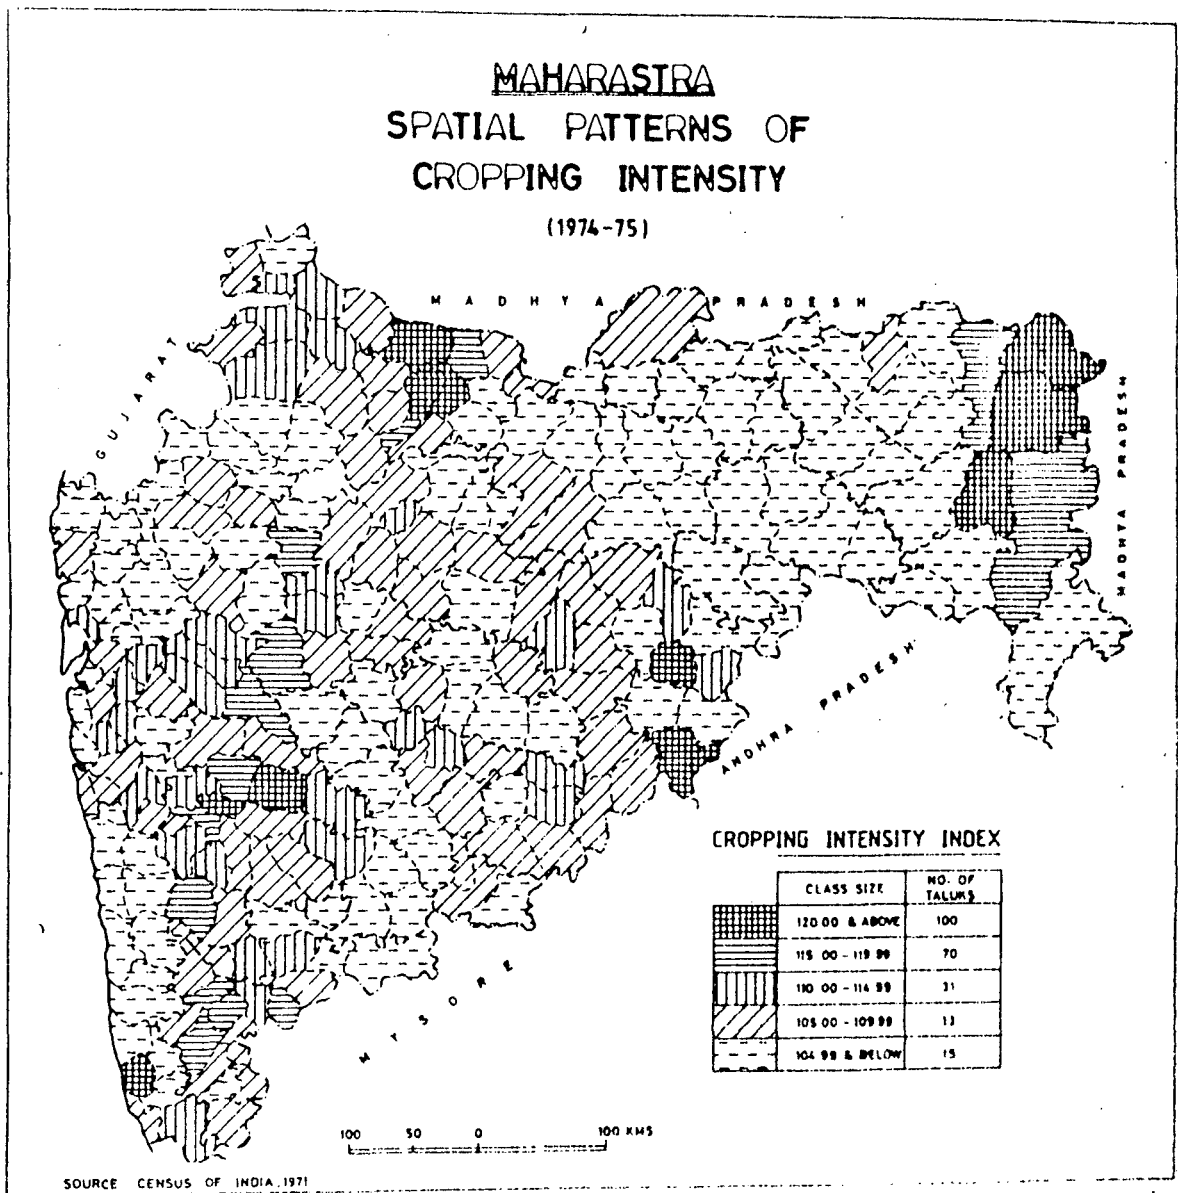 MAHARASTRA
SPATIAL PATTERNS OF
CROPPING INTENSITY
(1974-75)
MADHYA PRADESH
GUJARAT
MADHYA PRADESH
ANDHRA PRADESH
MYSORE
CROPPING INTENSITY INDEX
CLASS SIZE NO. OF TALUKS
120.00 & ABOVE 100
115.00-119.99 70
110.00-114.99 31
105.00-109.99 13
104.99 & BELOW 15
100 50 0 100 KMS
SOURCE CENSUS OF INDIA, 1971